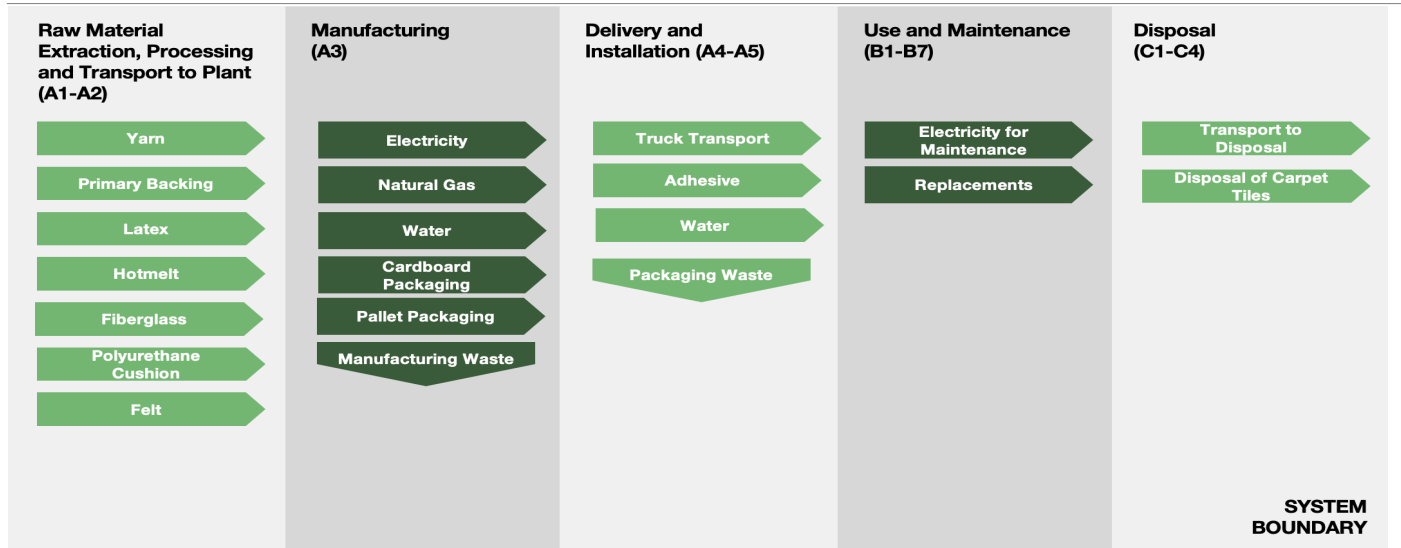 Raw Material
Extraction, Processing
and Transport to Plant
(A1-A2)
Yarn
Primary Backing
Latex
Hotmelt
Fiberglass
Polyurethane
Cushion
Felt
Manufacturing
(A3)
Electricity
Natural Gas
Water
Cardboard
Packaging
Pallet Packaging
Manufacturing Waste
Delivery and
Installation (A4-A5)
Truck Transport
Adhesive
Water
Packaging Waste
Use and Maintenance
(B1-B7)
Electricity for
Maintenance
Replacements
Disposal
(C1-C4)
Transport to
Disposal
Disposal of Carpet
Tiles
SYSTEM
BOUNDARY